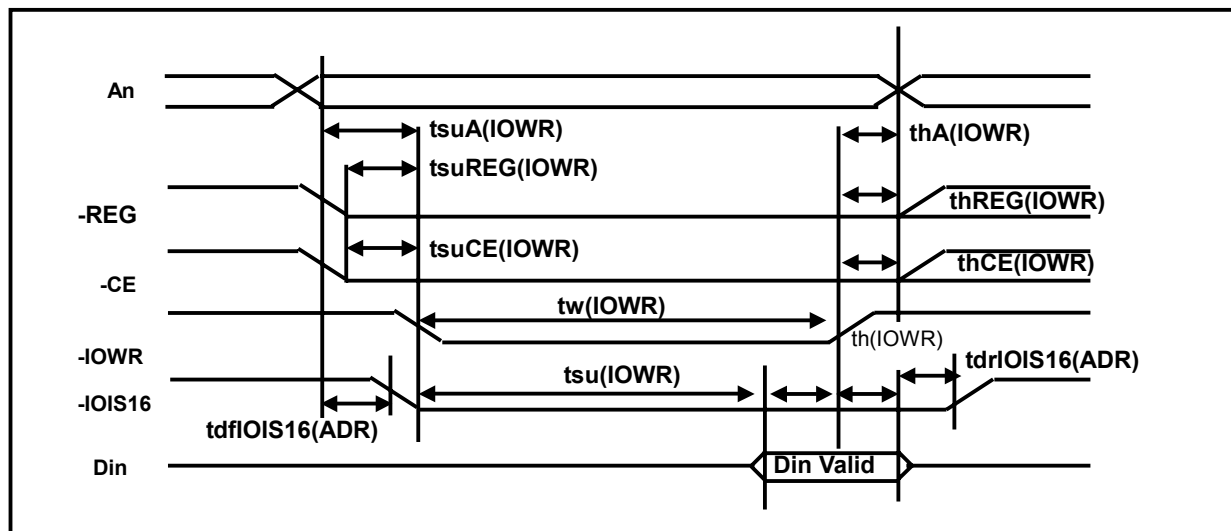 An
tsuA(IOWR)
thA(IOWR)
tsuREG(IOWR)
-REG
thREG(IOWR)
tsuCE(IOWR)
thCE(IOWR)
-CE
tw(IOWR)
th(IOWR)
-IOWR
tdrIOIS16(ADR)
tsu(IOWR)
-IOIS16
tdfIOIS16(ADR)
Din
Din Valid